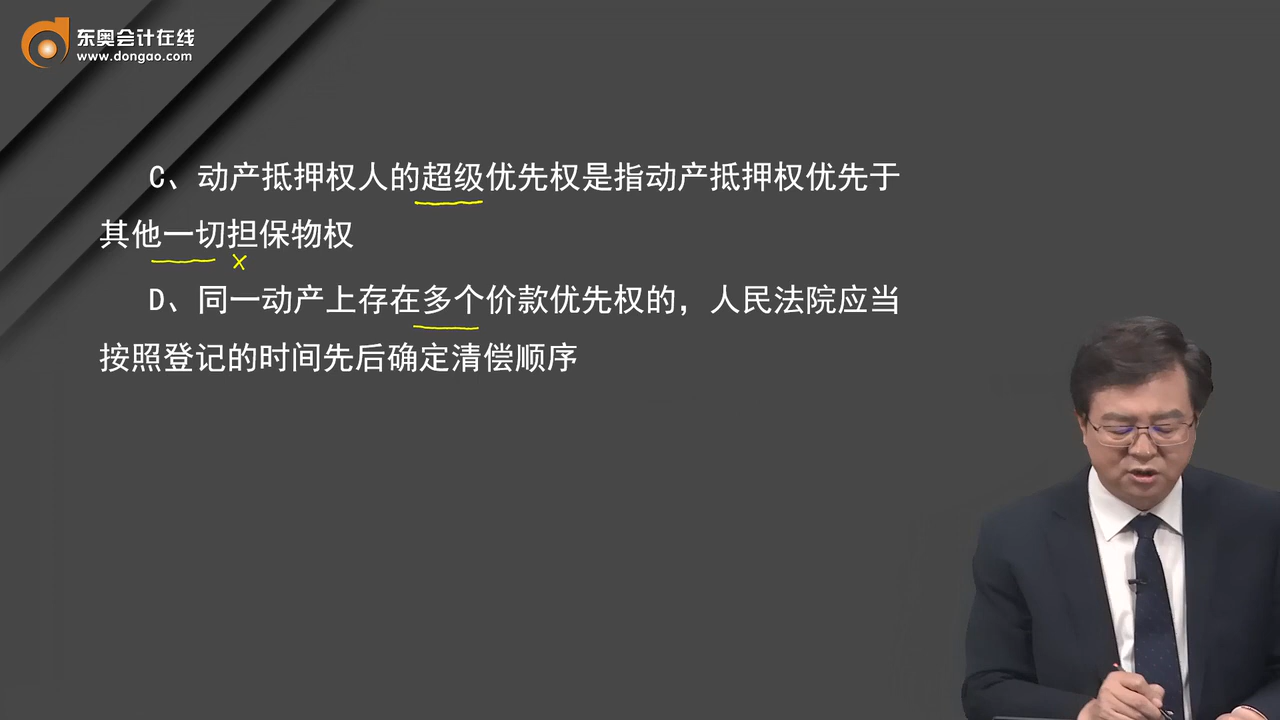 东奥会计在线
www.dongao.com
C、动产抵押权人的超级优先权是指动产抵押权优先于
其他一切担保物权
D、同一动产上存在多个价款优先权的，人民法院应当
按照登记的时间先后确定清偿顺序